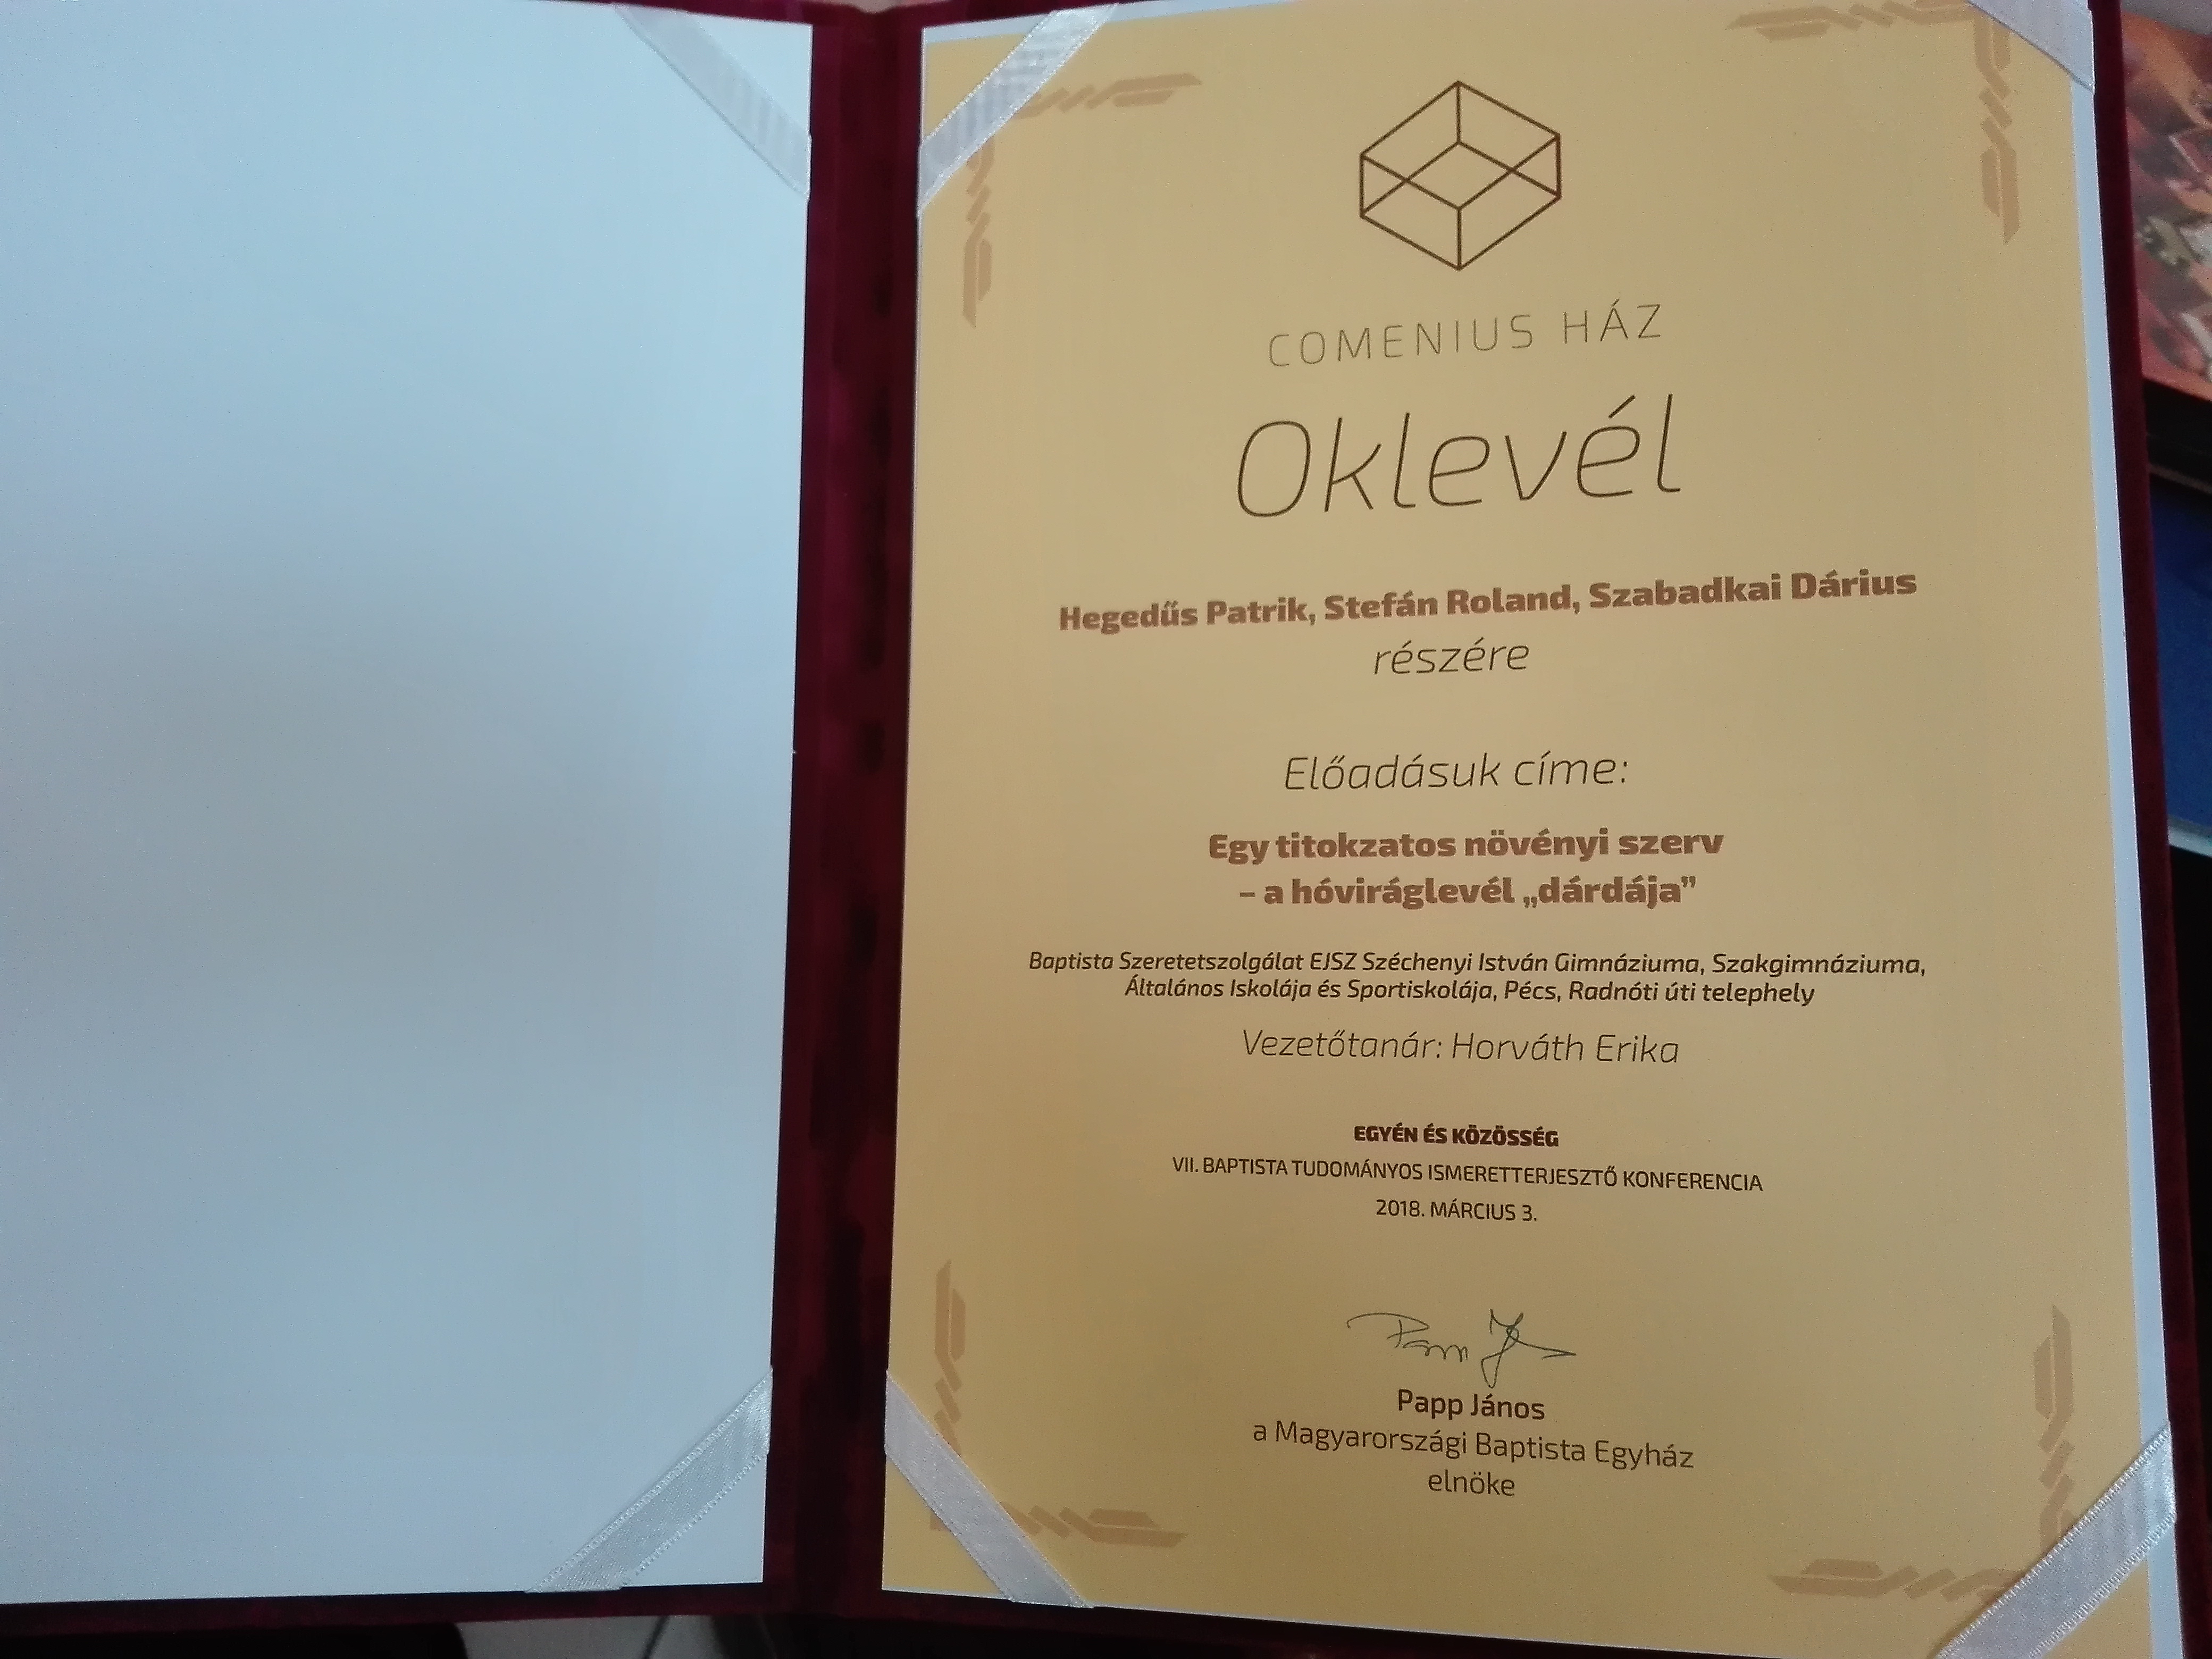 COMENIUS HÁZ
Oklevél
Hegedűs Patrik, Stefán Roland, Szabadkai Dárius
részére
Előadásuk címe:
Egy titokzatos növényi szerv
– a hóviráglevél „dárdája”
Baptista Szeretetszolgálat EJSZ Széchenyi István Gimnáziuma, Szakgimnáziuma,
Általános Iskolája és Sportiskolája, Pécs, Radnóti úti telephely
Vezetőtanár: Horváth Erika
EGYÉN ÉS KÖZÖSSÉG
VII. BAPTISTA TUDOMÁNYOS ISMERETTERJESZTŐ KONFERENCIA
2018. MÁRCIUS 3.
Papp János
a Magyarországi Baptista Egyház
elnöke